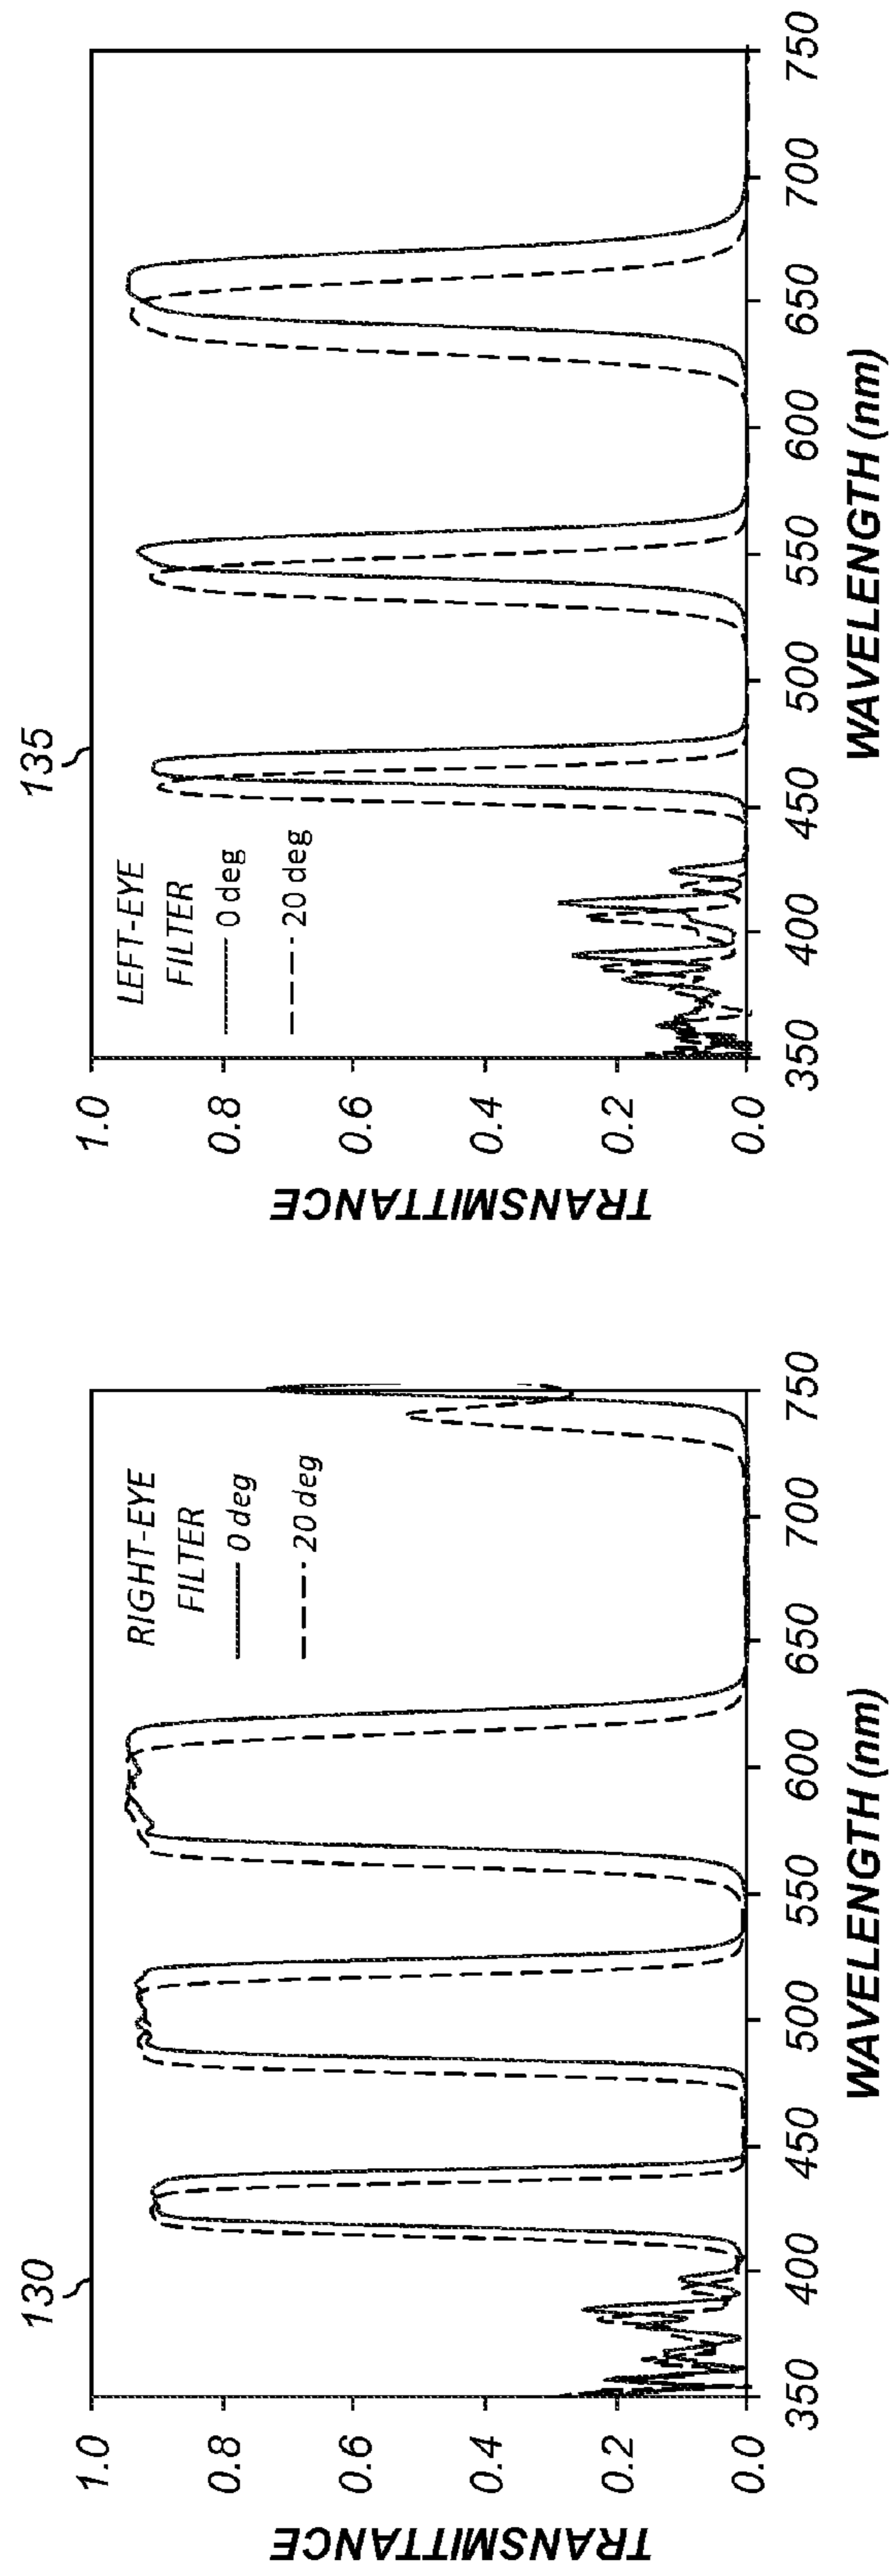 130
RIGHT-EYE
FILTER
0 deg
20 deg
TRANSMITTANCE
1.0
0.8
0.6
0.4
0.2
0.0
350 400 450 500 550 600 650 700 750
WAVELENGTH (nm)
135
LEFT-EYE
FILTER
0 deg
20 deg
TRANSMITTANCE
1.0
0.8
0.6
0.4
0.2
0.0
350 400 450 500 550 600 650 700 750
WAVELENGTH (nm)